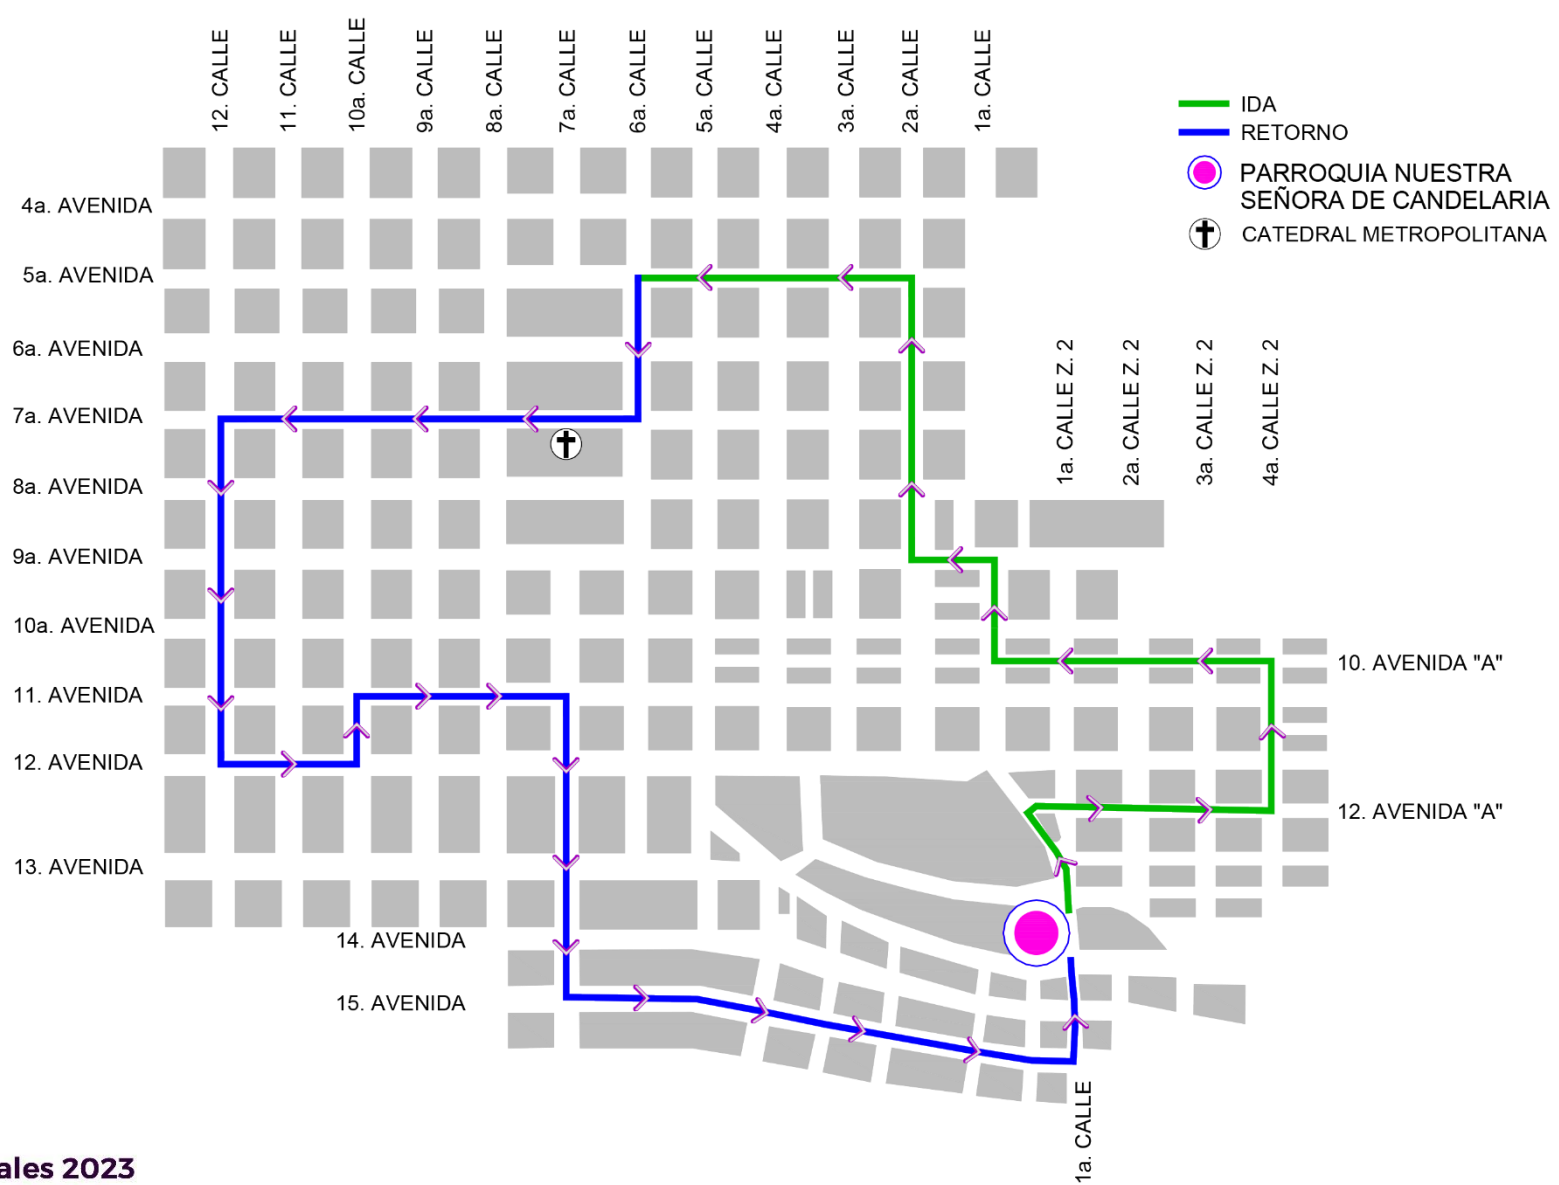 12. CALLE
11. CALLE
10a. CALLE
9a. CALLE
8a. CALLE
7a. CALLE
6a. CALLE
5a. CALLE
4a. CALLE
3a. CALLE
2a. CALLE
1a. CALLE
IDA
RETORNO
PARROQUIA NUESTRA
SEÑORA DE CANDELARIA
CATEDRAL METROPOLITANA
4a. AVENIDA
5a. AVENIDA
6a. AVENIDA
7a. AVENIDA
8a. AVENIDA
9a. AVENIDA
10a. AVENIDA
11. AVENIDA
12. AVENIDA
13. AVENIDA
14. AVENIDA
15. AVENIDA
1a. CALLE Z. 2
2a. CALLE Z. 2
3a. CALLE Z. 2
4a. CALLE Z. 2
10. AVENIDA "A"
12. AVENIDA "A"
1a. CALLE
ales 2023